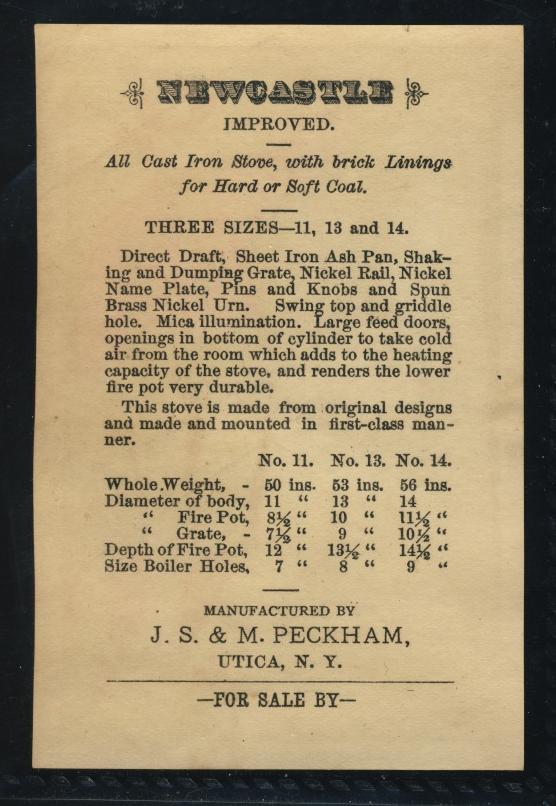 NEWCASTLE
IMPROVED.
All Cast Iron Stove, with brick Linings
for Hard or Soft Coal.
THREE SIZES—11, 13 and 14.
Direct Draft, Sheet Iron Ash Pan, Shak-
ing and Dumping Grate, Nickel Rail, Nickel
Name Plate, Pins and Knobs and Spun
Brass Nickel Urn. Swing top and griddle
hole. Mica illumination. Large feed doors,
openings in bottom of cylinder to take cold
air from the room which adds to the heating
capacity of the stove, and renders the lower
fire pot very durable.
This stove is made from original designs
and made and mounted in first-class man-
ner.
No. 11. No. 13. No. 14.
Whole Weight, - 50 ins. 53 ins. 56 ins.
Diameter of body, 11 “ 13 “ 14
“ Fire Pot, 8½ “ 10 “ 11½ “
“ Grate, - 7½ “ 9 “ 10½ “
Depth of Fire Pot, 12 “ 13½ “ 14½ “
Size Boiler Holes, 7 “ 8 “ 9 “
MANUFACTURED BY
J. S. & M. PECKHAM,
UTICA, N. Y.
—FOR SALE BY—